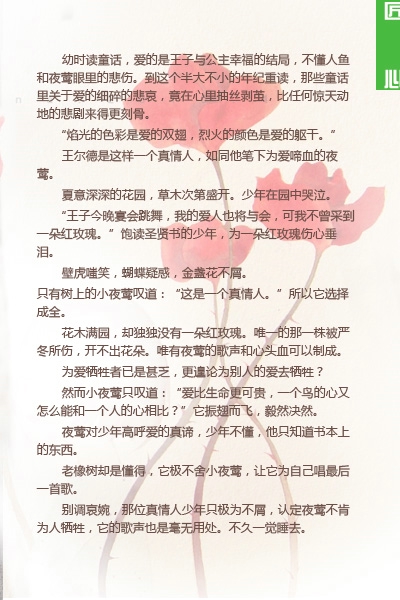 匠
心
幼时读童话，爱的是王子与公主幸福的结局，不懂人鱼
和夜莺眼里的悲伤。到这个半大不小的年纪重读，那些童话
里关于爱的细碎的悲哀，竟在心里抽丝剥茧，比任何惊天动
地的悲剧来得更刻骨。
“焰光的色彩是爱的双翅，烈火的颜色是爱的躯干。”
王尔德是这样一个真情人，如同他笔下为爱啼血的夜
莺。
夏意深深的花园，草木次第盛开。少年在园中哭泣。
“王子今晚宴会跳舞，我的爱人也将与会，可我不曾采到
一朵红玫瑰。”饱读圣贤书的少年，为一朵红玫瑰伤心垂
泪。
壁虎嗤笑，蝴蝶疑惑，金盏花不屑。
只有树上的小夜莺叹道：“这是一个真情人。”所以它选择
成全。
花木满园，却独独没有一朵红玫瑰。唯一的那一株被严
冬所伤，开不出花朵。唯有夜莺的歌声和心头血可以制成。
为爱牺牲者已是甚乏，更遑论为别人的爱去牺牲？
然而小夜莺只叹道：“爱比生命更可贵，一个鸟的心又
怎么能和一个人的心相比？”它振翅而飞，毅然决然。
夜莺对少年高呼爱的真谛，少年不懂，他只知道书本上
的东西。
老橡树却是懂得，它极不舍小夜莺，让它为自己唱最后
一首歌。
别调哀婉，那位真情人少年只极为不屑，认定夜莺不肯
为人牺牲，它的歌声也是毫无用处。不久一觉睡去。